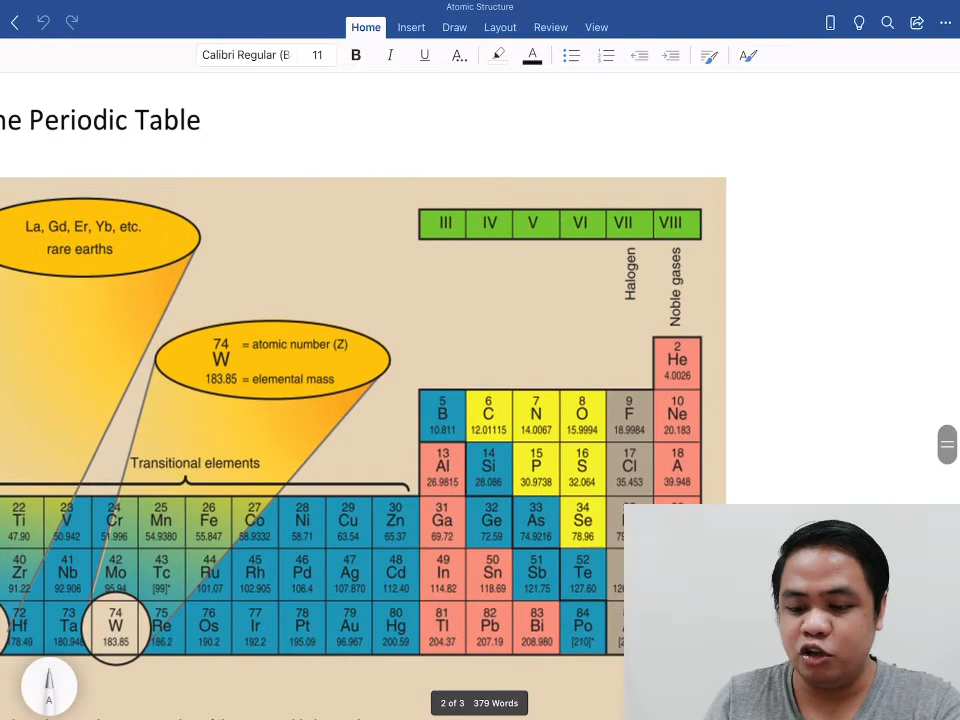 Atomic Structure
Home Insert Draw Layout Review View
Calibri Regular (B 11 B I U A... A
ne Periodic Table
La, Gd, Er, Yb, etc.
rare earths
III IV V VI VII VIII
Halogen
Noble gases
74 = atomic number (Z)
W
183.85 = elemental mass
2
He
4.0026
5 6 7 8 9 10
B C N O F Ne
10.811 12.01115 14.0067 15.9994 18.9984 20.183
Transitional elements
13 14 15 16 17 18
Al Si P S Cl A
26.9815 28.086 30.9738 32.064 35.453 39.948
22 23 24 25 26 27 28 29 30 31 32 33 34
Ti V Cr Mn Fe Co Ni Cu Zn Ga Ge As Se
47.90 50.942 51.996 54.9380 55.847 58.9332 58.71 63.54 65.37 69.72 72.59 74.9216 78.96
40 41 42 43 44 45 46 47 48 49 50 51 52
Zr Nb Mo Tc Ru Rh Pd Ag Cd In Sn Sb Te
91.22 92.906 95.94 [99]* 101.07 102.905 106.4 107.870 112.40 114.82 118.69 121.75 127.60
72 73 74 75 76 77 78 79 80 81 82 83 84
Hf Ta W Re Os Ir Pt Au Hg Tl Pb Bi Po
178.49 180.948 183.85 186.2 190.2 192.2 195.09 96.967 200.59 204.37 207.19 208.980 [210]*
A
2 of 3 379 Words